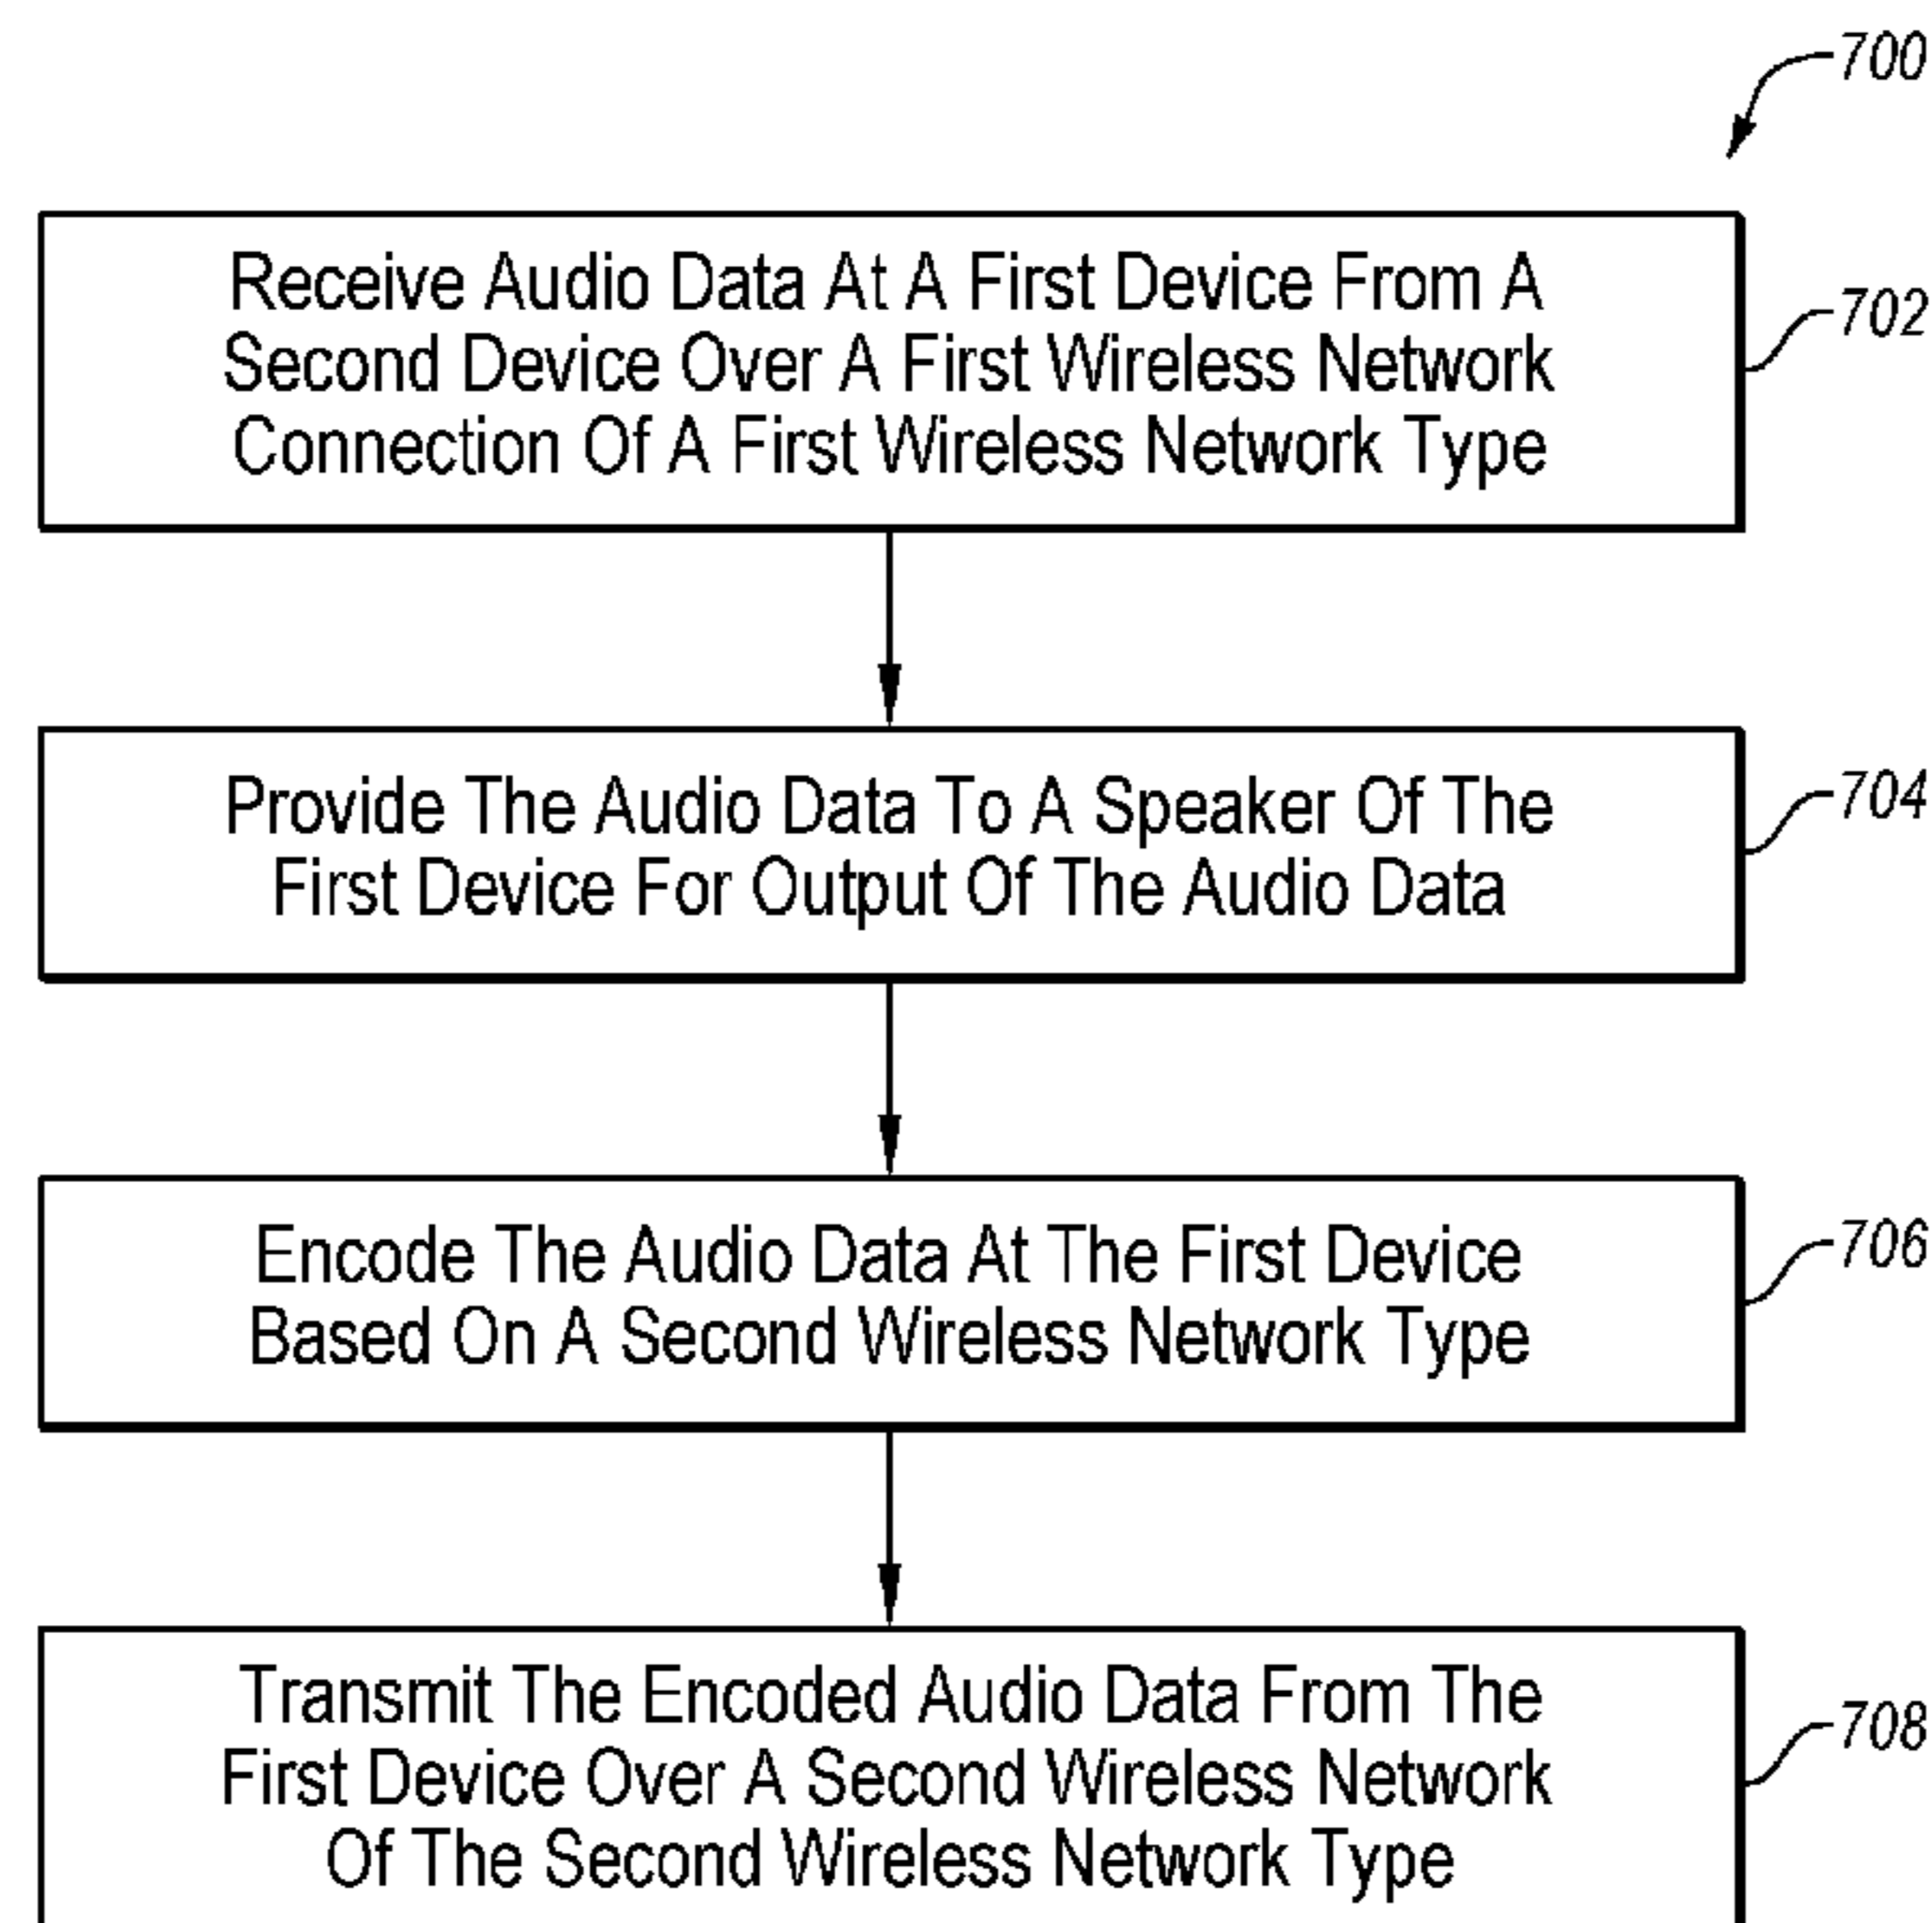 700
Receive Audio Data At A First Device From A
Second Device Over A First Wireless Network
Connection Of A First Wireless Network Type
702
Provide The Audio Data To A Speaker Of The
First Device For Output Of The Audio Data
704
Encode The Audio Data At The First Device
Based On A Second Wireless Network Type
706
Transmit The Encoded Audio Data From The
First Device Over A Second Wireless Network
Of The Second Wireless Network Type
708